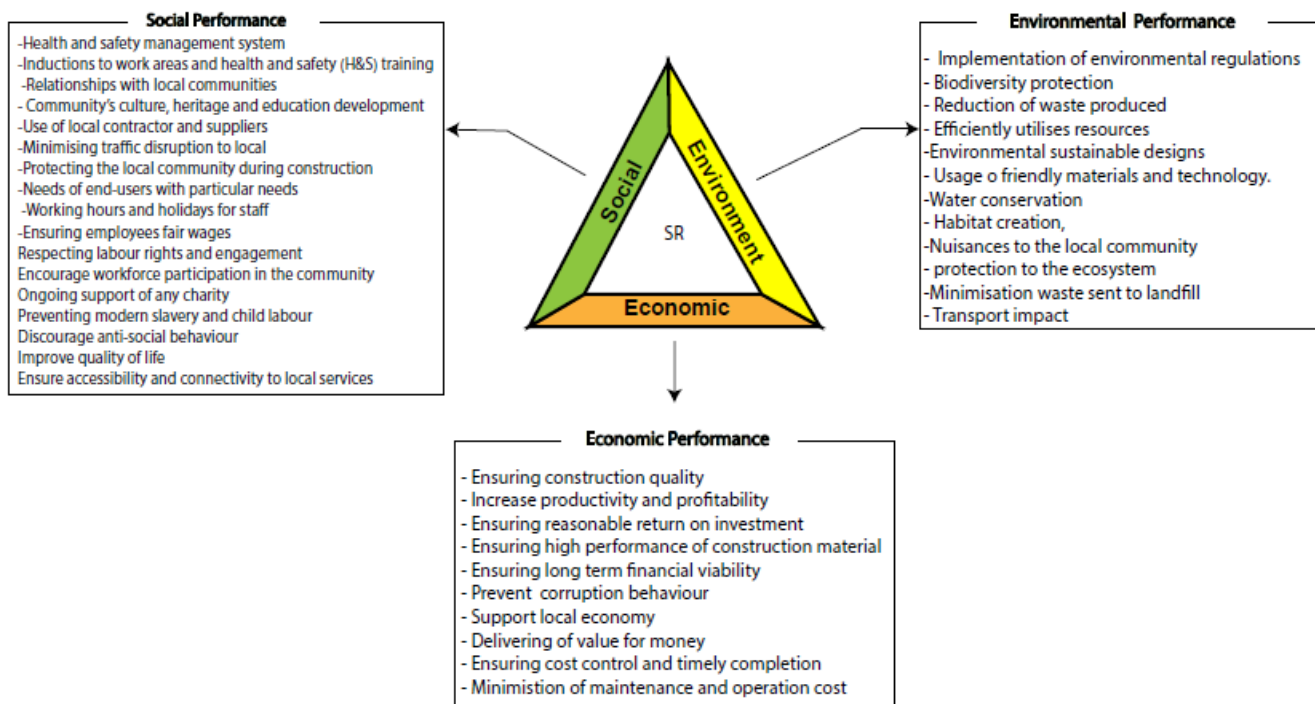 Social Performance
-Health and safety management system
-Inductions to work areas and health and safety (H&S) training
-Relationships with local communities
- Community's culture, heritage and education development
-Use of local contractor and suppliers
-Minimising traffic disruption to local
-Protecting the local community during construction
-Needs of end-users with particular needs
-Working hours and holidays for staff
-Ensuring employees fair wages
Respecting labour rights and engagement
Encourage workforce participation in the community
Ongoing support of any charity
Preventing modern slavery and child labour
Discourage anti-social behaviour
Improve quality of life
Ensure accessibility and connectivity to local services
Social
Environment
SR
Economic
Environmental Performance
- Implementation of environmental regulations
- Biodiversity protection
- Reduction of waste produced
- Efficiently utilises resources
-Environmental sustainable designs
- Usage o friendly materials and technology.
-Water conservation
- Habitat creation,
-Nuisances to the local community
- protection to the ecosystem
-Minimisation waste sent to landfill
- Transport impact
Economic Performance
- Ensuring construction quality
- Increase productivity and profitability
- Ensuring reasonable return on investment
- Ensuring high performance of construction material
- Ensuring long term financial viability
- Prevent corruption behaviour
- Support local economy
- Delivering of value for money
- Ensuring cost control and timely completion
- Minimistion of maintenance and operation cost